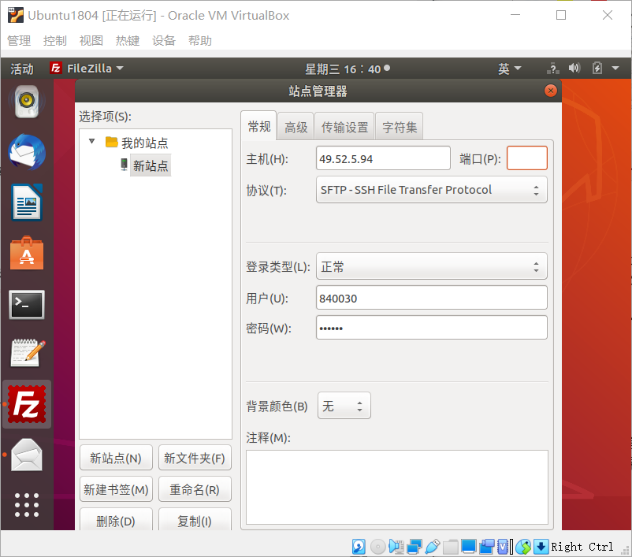 Ubuntu1804 [正在运行] - Oracle VM VirtualBox
管理 控制 视图 热键 设备 帮助
活动 FileZilla 星期三 16：40 英
站点管理器
选择项(S):
我的站点
新站点
新站点(N) 新文件夹(F)
新建书签(M) 重命名(R)
删除(D) 复制(I)
常规 高级 传输设置 字符集
主机(H): 49.52.5.94 端口(P):
协议(T): SFTP - SSH File Transfer Protocol
登录类型(L): 正常
用户(U): 840030
密码(W): ••••••
背景颜色(B) 无
注释(M):
Right Ctrl